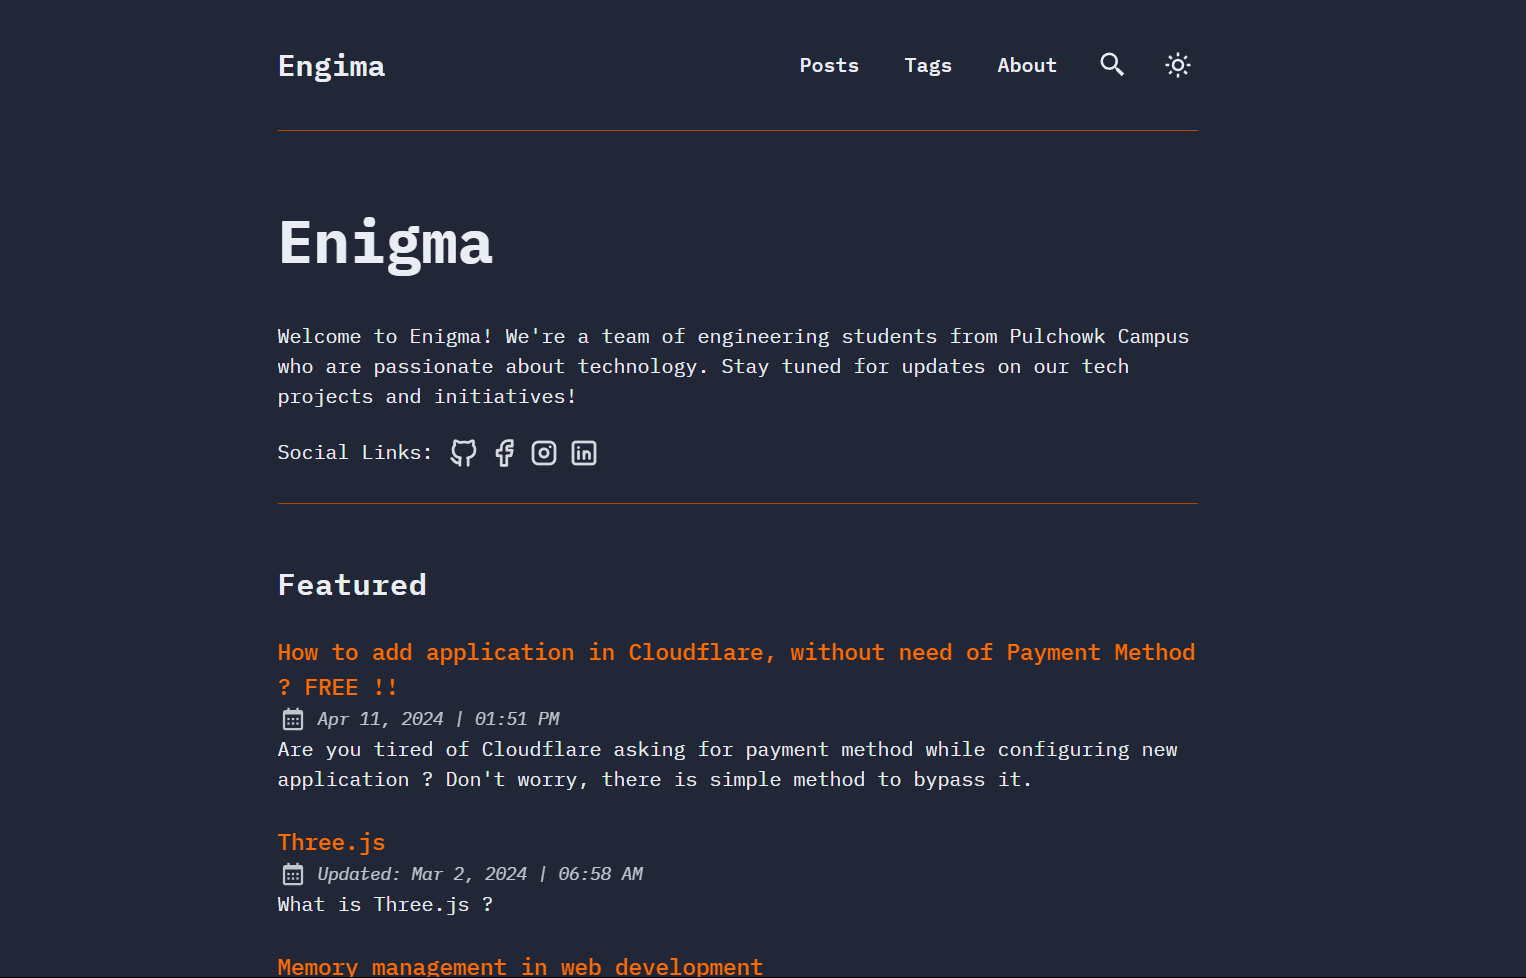 Engima
Posts Tags About
Enigma
Welcome to Enigma! We're a team of engineering students from Pulchowk Campus
who are passionate about technology. Stay tuned for updates on our tech
projects and initiatives!
Social Links:
Featured
How to add application in Cloudflare, without need of Payment Method
? FREE !!
Apr 11, 2024 | 01:51 PM
Are you tired of Cloudflare asking for payment method while configuring new
application ? Don't worry, there is simple method to bypass it.
Three.js
Updated: Mar 2, 2024 | 06:58 AM
What is Three.js ?
Memory management in web development